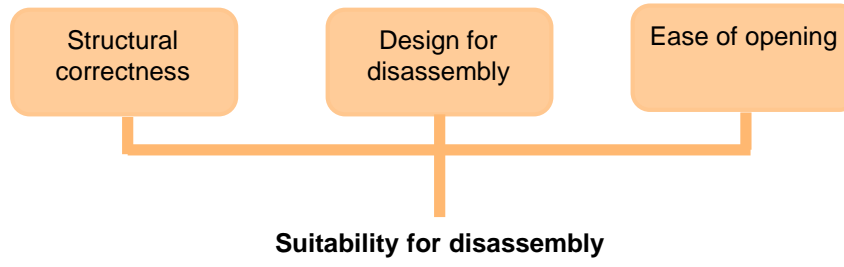 Structural
correctness
Design for
disassembly
Ease of opening
Suitability for disassembly